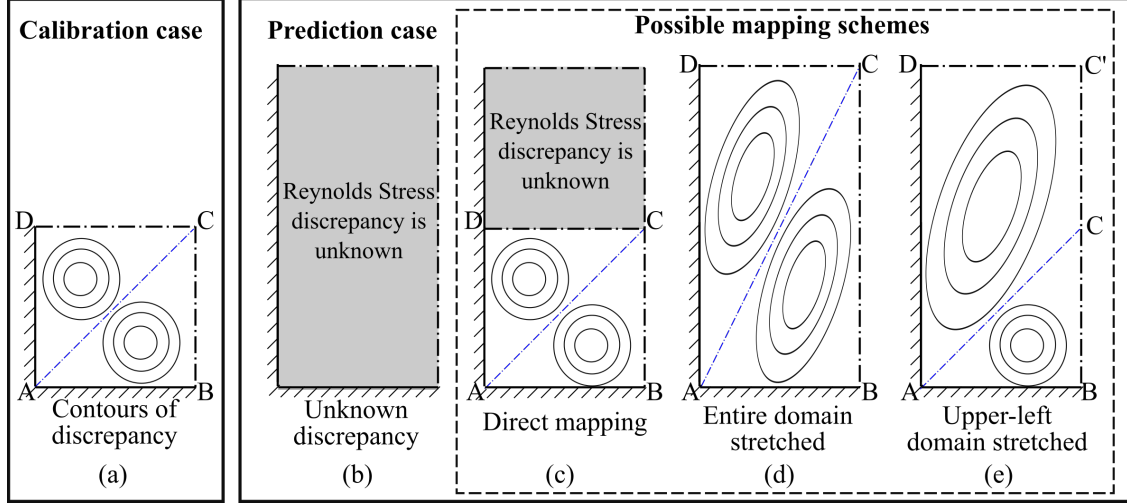 Calibration case
D
C
A
B
Contours of
discrepancy
(a)
Prediction case
Reynolds Stress
discrepancy is
unknown
Unknown
discrepancy
(b)
Possible mapping schemes
Reynolds Stress
discrepancy is
unknown
D
C
A
B
Direct mapping
(c)
D
C
A
B
Entire domain
stretched
(d)
D
C'
C
A
B
Upper-left
domain stretched
(e)